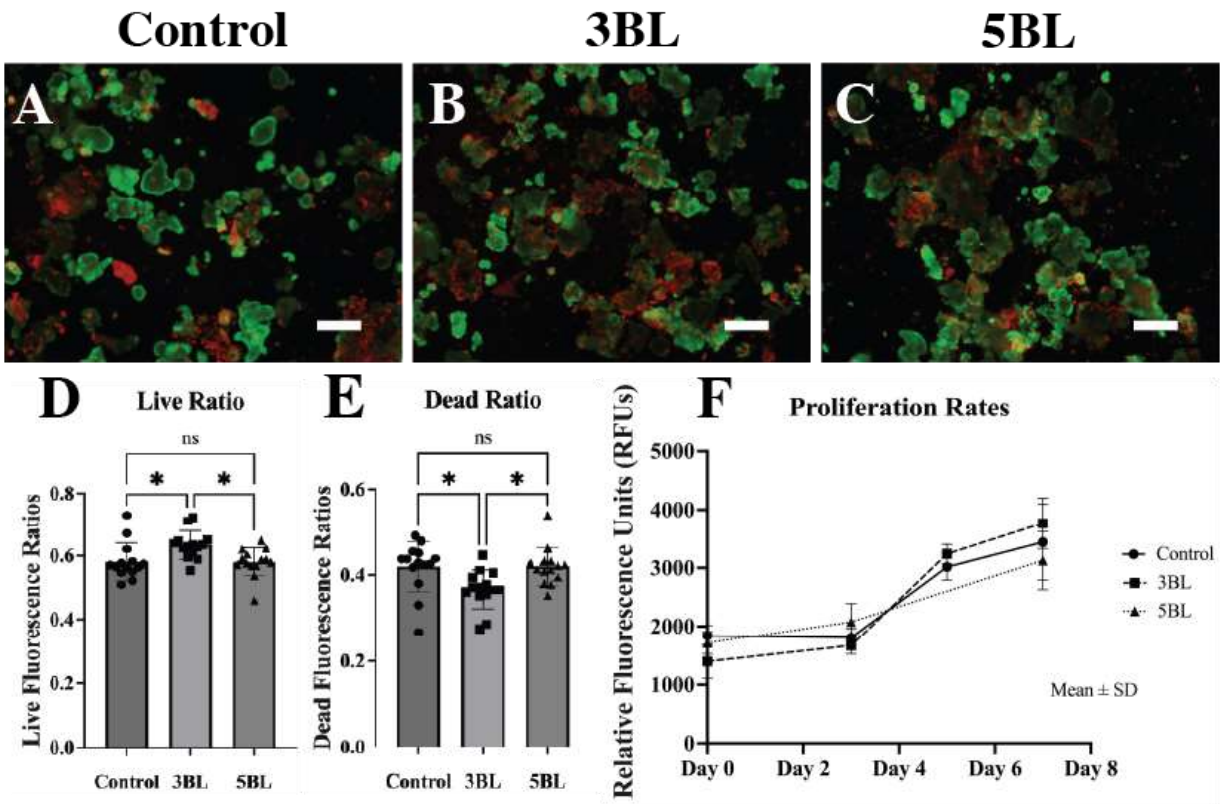 Control 3BL 5BL
A B C
D Live Ratio
ns
* *
Live Fluorescence Ratios
0.8
0.6
0.4
0.2
0.0
Control 3BL 5BL
E Dead Ratio
ns
* *
Dead Fluorescence Ratios
0.6
0.4
0.2
0.0
Control 3BL 5BL
F Proliferation Rates
Relative Fluorescence Units (RFUs)
5000
4000
3000
2000
1000
0
Day 0 Day 2 Day 4 Day 6 Day 8
Control
3BL
5BL
Mean ± SD